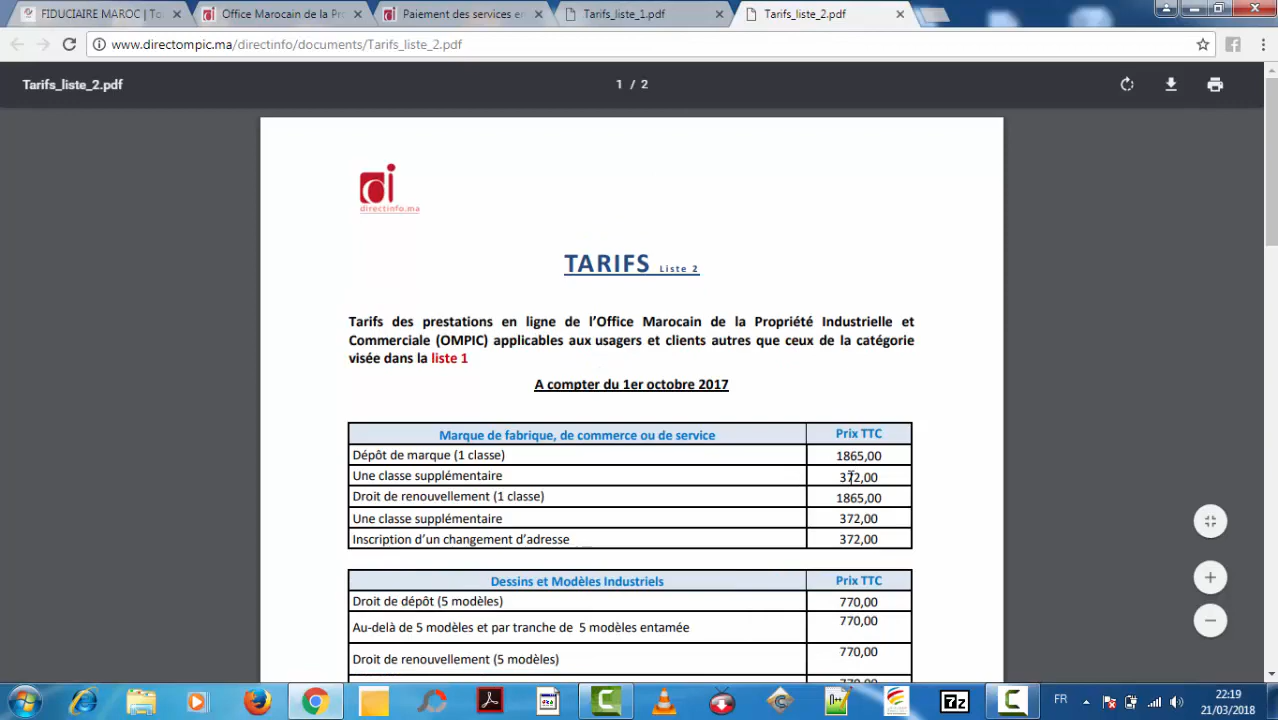 FIDUCIAIRE MAROC | To
Office Marocain de la Pro
Paiement des services en
Tarifs_liste_1.pdf
Tarifs_liste_2.pdf
www.directompic.ma/directinfo/documents/Tarifs_liste_2.pdf
Tarifs_liste_2.pdf
1 / 2
di
directinfo.ma
TARIFS Liste 2
Tarifs des prestations en ligne de l’Office Marocain de la Propriété Industrielle et
Commerciale (OMPIC) applicables aux usagers et clients autres que ceux de la catégorie
visée dans la liste 1
A compter du 1er octobre 2017
Marque de fabrique, de commerce ou de service Prix TTC
Dépôt de marque (1 classe) 1865,00
Une classe supplémentaire 372,00
Droit de renouvellement (1 classe) 1865,00
Une classe supplémentaire 372,00
Inscription d’un changement d’adresse 372,00
Dessins et Modèles Industriels Prix TTC
Droit de dépôt (5 modèles) 770,00
Au-delà de 5 modèles et par tranche de 5 modèles entamée 770,00
Droit de renouvellement (5 modèles) 770,00
FR
22:19
21/03/2018